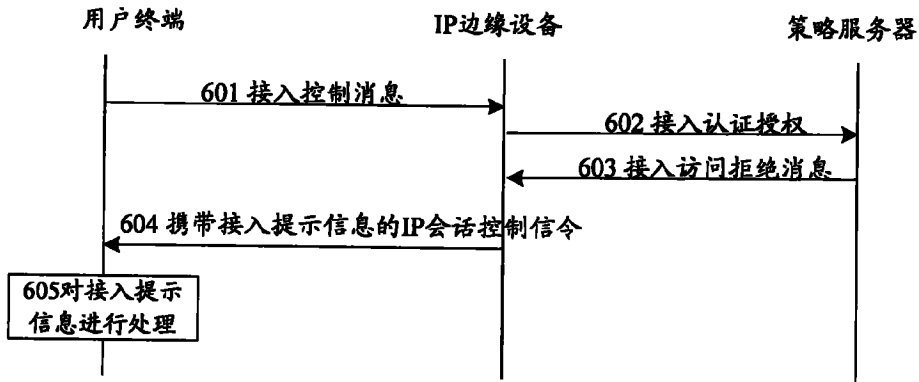 用户终端
IP边缘设备
策略服务器
601 接入控制消息
602 接入认证授权
603 接入访问拒绝消息
604 携带接入提示信息的IP会话控制信令
605对接入提示
信息进行处理